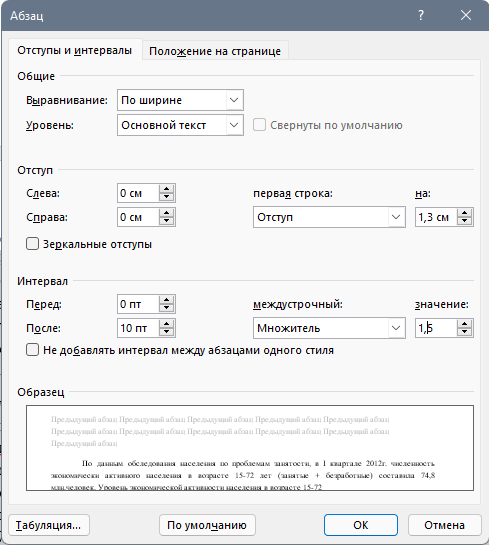 Абзац ? ×
Отступы и интервалы Положение на странице
Общие
Выравнивание: По ширине
Уровень: Основной текст Свернуты по умолчанию
Отступ
Слева: 0 см первая строка: на:
Справа: 0 см Отступ 1,3 см
Зеркальные отступы
Интервал
Перед: 0 пт междустрочный: значение:
После: 10 пт Множитель 1,5
Не добавлять интервал между абзацами одного стиля
Образец
Предыдущий абзац Предыдущий абзац Предыдущий абзац Предыдущий абзац Предыдущий абзац
Предыдущий абзац Предыдущий абзац Предыдущий абзац Предыдущий абзац Предыдущий абзац
Предыдущий абзац
По данным обследования населения по проблемам занятости, в 1 квартале 2012г. численность
экономически активного населения в возрасте 15-72 лет (занятые + безработные) составила 74,8
млн.человек. Уровень экономической активности населения в возрасте 15-72
Табуляция... По умолчанию ОК Отмена